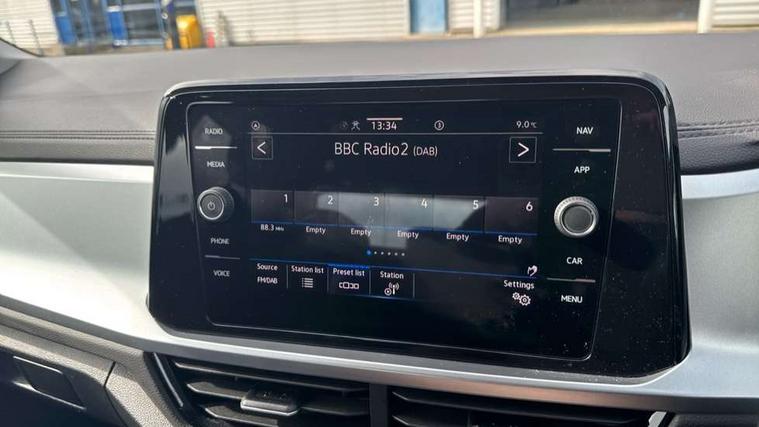 RADIO
MEDIA
PHONE
VOICE
13:34
3
9.0 °C
< BBC Radio2 (DAB) >
1 2 3 4 5 6
88.3 MHz Empty Empty Empty Empty Empty
Source Station list Preset list Station Settings
FM/DAB
NAV
APP
CAR
MENU